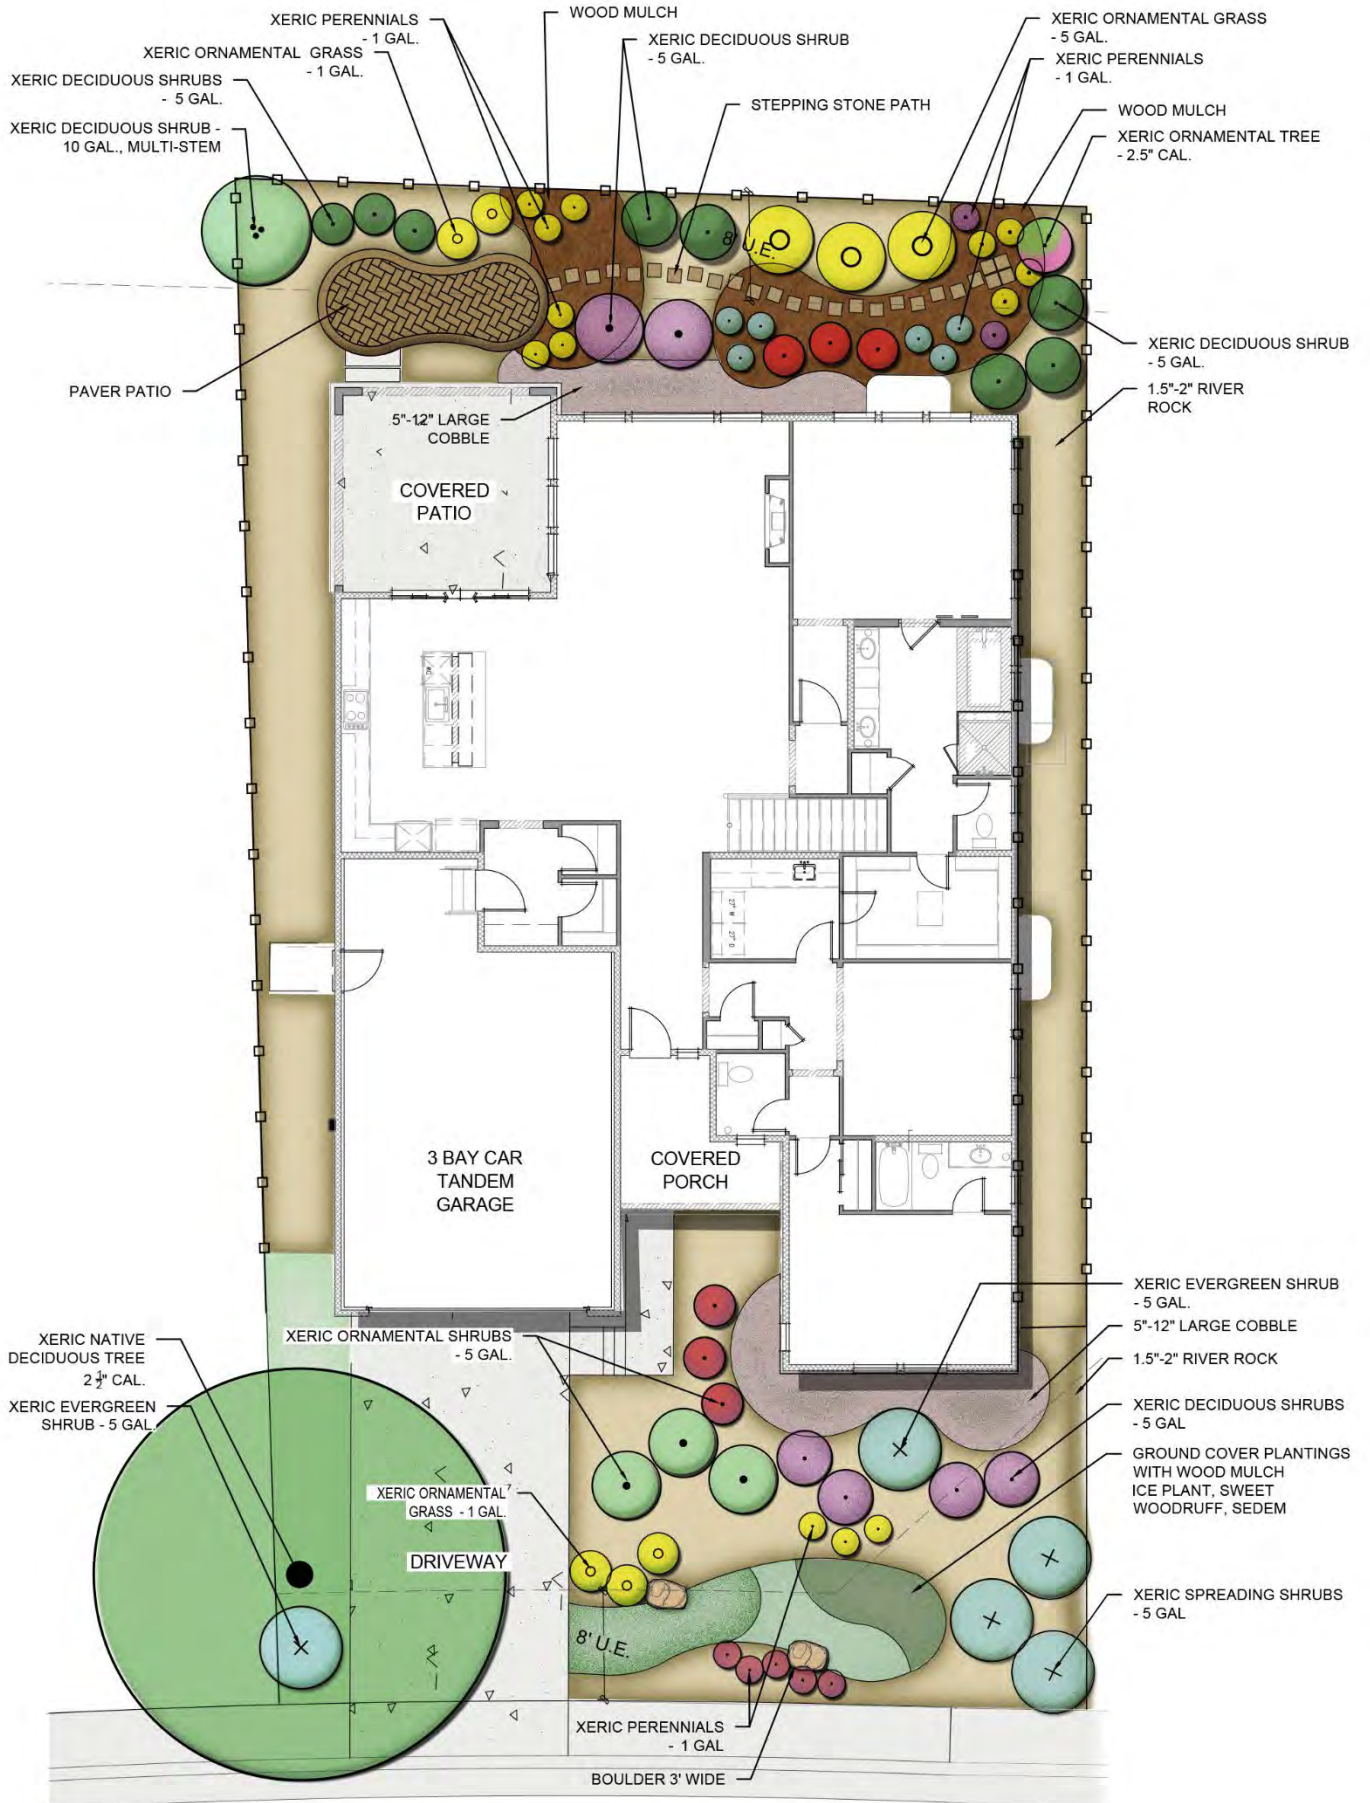 XERIC PERENNIALS
- 1 GAL.
WOOD MULCH
XERIC ORNAMENTAL GRASS
- 5 GAL.
XERIC ORNAMENTAL GRASS
- 1 GAL.
XERIC DECIDUOUS SHRUB
- 5 GAL.
XERIC PERENNIALS
- 1 GAL.
XERIC DECIDUOUS SHRUBS
- 5 GAL.
STEPPING STONE PATH
WOOD MULCH
XERIC DECIDUOUS SHRUB -
10 GAL., MULTI-STEM
XERIC ORNAMENTAL TREE
- 2.5" CAL.
8' U.E.
XERIC DECIDUOUS SHRUB
- 5 GAL.
PAVER PATIO
1.5"-2" RIVER
ROCK
5"-12" LARGE
COBBLE
COVERED
PATIO
27" W
27" D
3 BAY CAR
TANDEM
GARAGE
COVERED
PORCH
XERIC EVERGREEN SHRUB
- 5 GAL.
5"-12" LARGE COBBLE
XERIC NATIVE
DECIDUOUS TREE
2 ½" CAL.
XERIC ORNAMENTAL SHRUBS
- 5 GAL.
1.5"-2" RIVER ROCK
XERIC EVERGREEN
SHRUB - 5 GAL.
XERIC DECIDUOUS SHRUBS
- 5 GAL
GROUND COVER PLANTINGS
WITH WOOD MULCH
ICE PLANT, SWEET
WOODRUFF, SEDEM
XERIC ORNAMENTAL
GRASS - 1 GAL.
DRIVEWAY
XERIC SPREADING SHRUBS
- 5 GAL
8' U.E.
XERIC PERENNIALS
- 1 GAL
BOULDER 3' WIDE